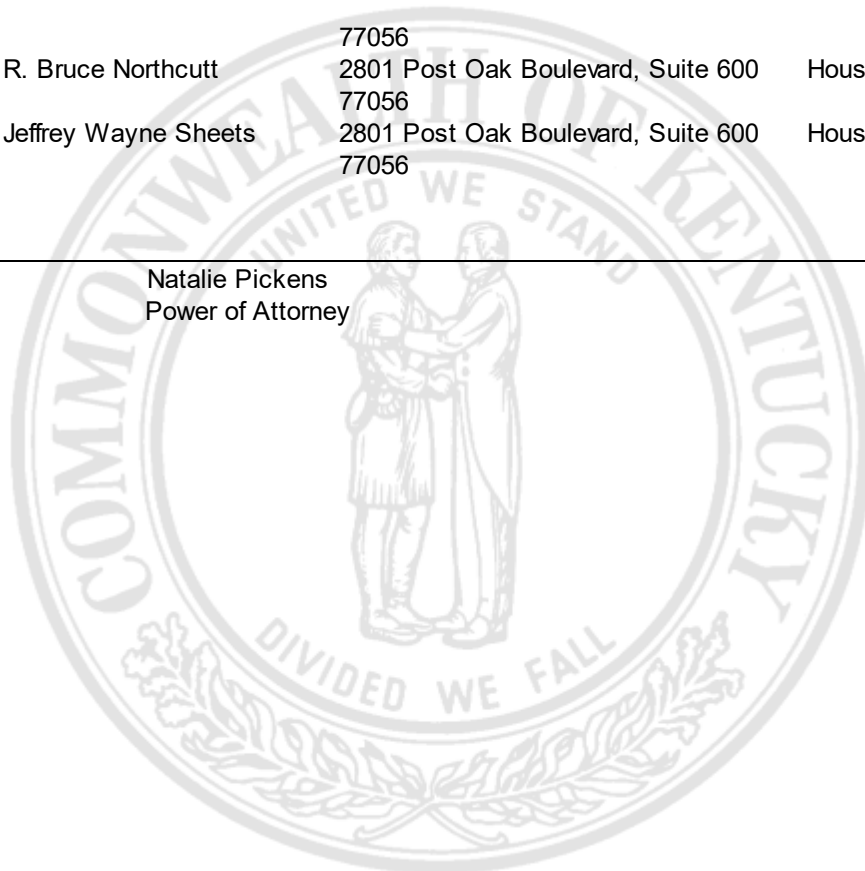 77056
R. Bruce Northcutt 2801 Post Oak Boulevard, Suite 600 Hous
77056
Jeffrey Wayne Sheets 2801 Post Oak Boulevard, Suite 600 Hous
77056
Natalie Pickens
Power of Attorney
COMMONWEALTH OF KENTUCKY
UNITED WE STAND
DIVIDED WE FALL